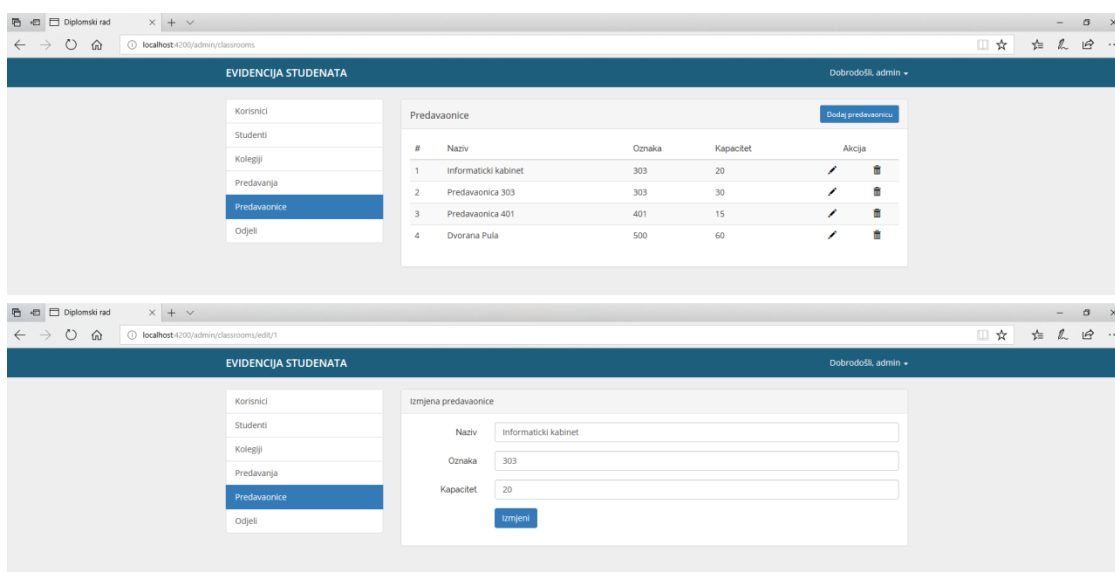 Diplomski rad
localhost:4200/admin/classrooms
EVIDENCIJA STUDENATA
Dobrodošli, admin
Korisnici
Studenti
Kolegiji
Predavanja
Predavaonice
Odjeli
Predavaonice
Dodaj predavaonicu
# Naziv Oznaka Kapacitet Akcija
1 Informaticki kabinet 303 20
2 Predavaonica 303 303 30
3 Predavaonica 401 401 15
4 Dvorana Pula 500 60
Diplomski rad
localhost:4200/admin/classrooms/edit/1
EVIDENCIJA STUDENATA
Dobrodošli, admin
Korisnici
Studenti
Kolegiji
Predavanja
Predavaonice
Odjeli
Izmjena predavaonice
Naziv Informaticki kabinet
Oznaka 303
Kapacitet 20
Izmjeni